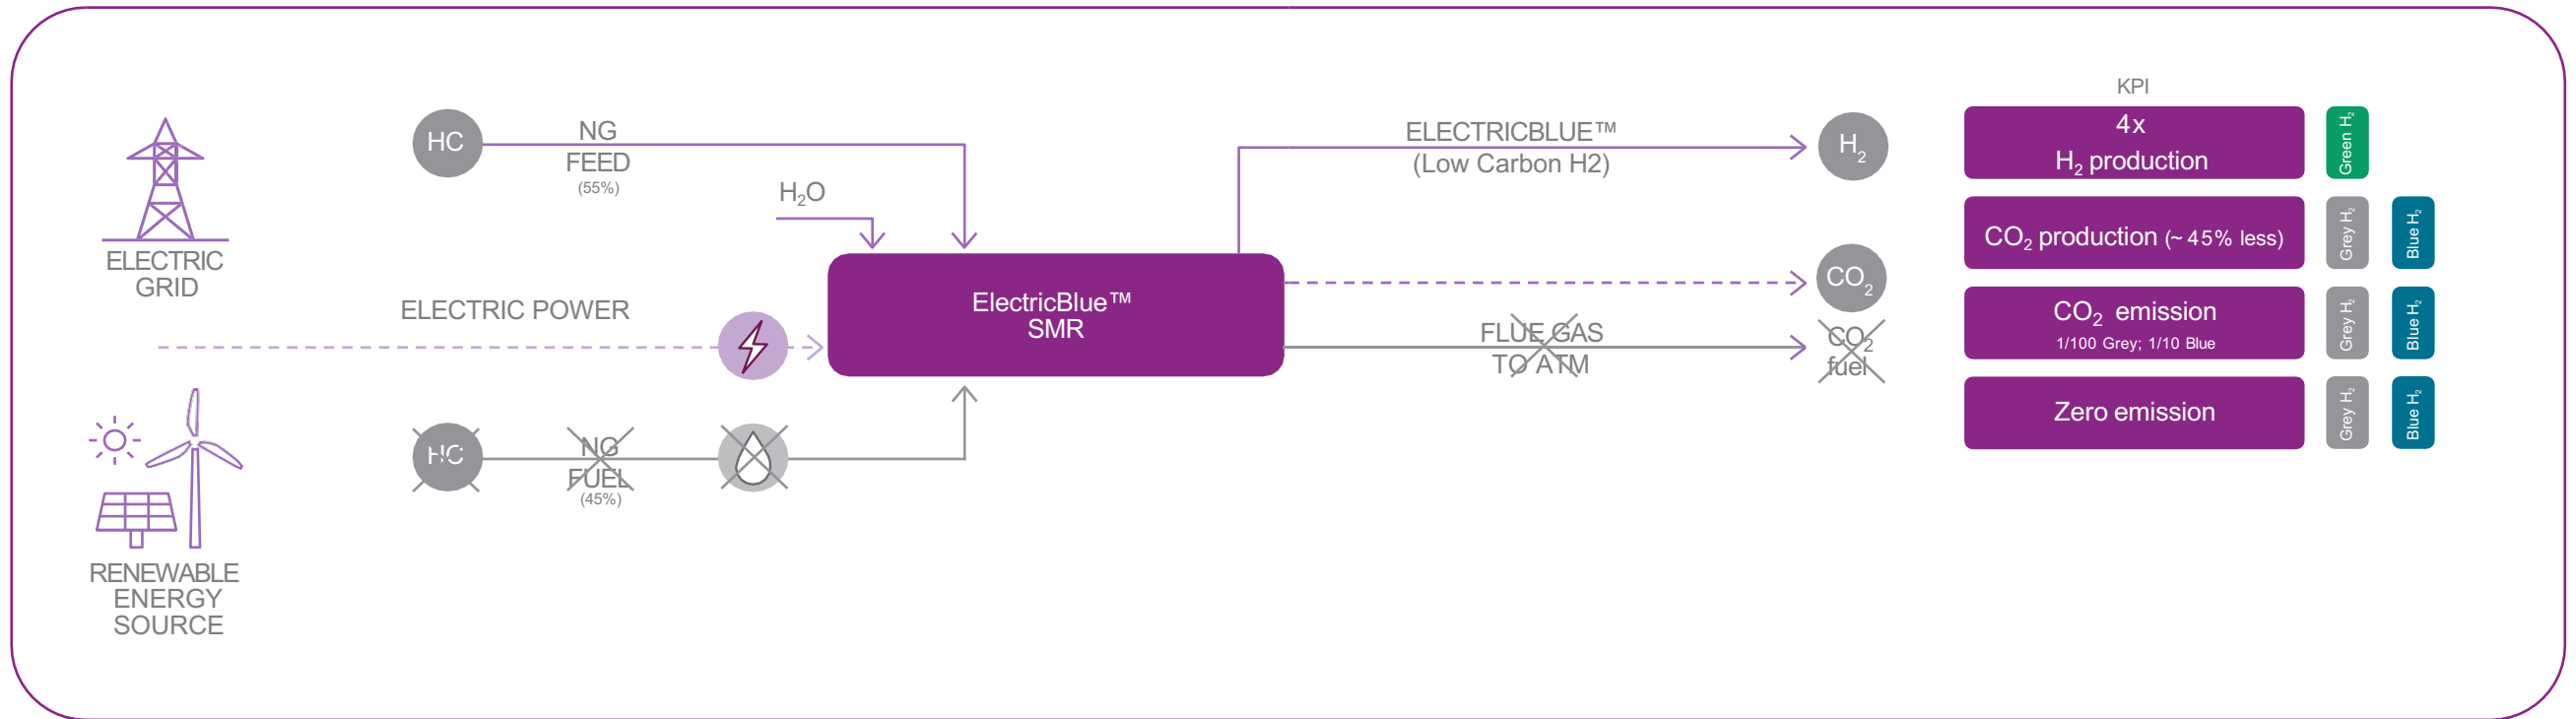 ELECTRIC
GRID
RENEWABLE
ENERGY
SOURCE
HC
NG
FEED
(55%)
H₂O
ELECTRIC POWER
HC
NG
FUEL
(45%)
ElectricBlue™
SMR
ELECTRICBLUE™
(Low Carbon H2)
H₂
CO₂
FLUE GAS
TO ATM
CO₂
fuel
KPI
4x
H₂ production
Green H₂
CO₂ production (~ 45% less)
Grey H₂
Blue H₂
CO₂ emission
1/100 Grey; 1/10 Blue
Grey H₂
Blue H₂
Zero emission
Grey H₂
Blue H₂